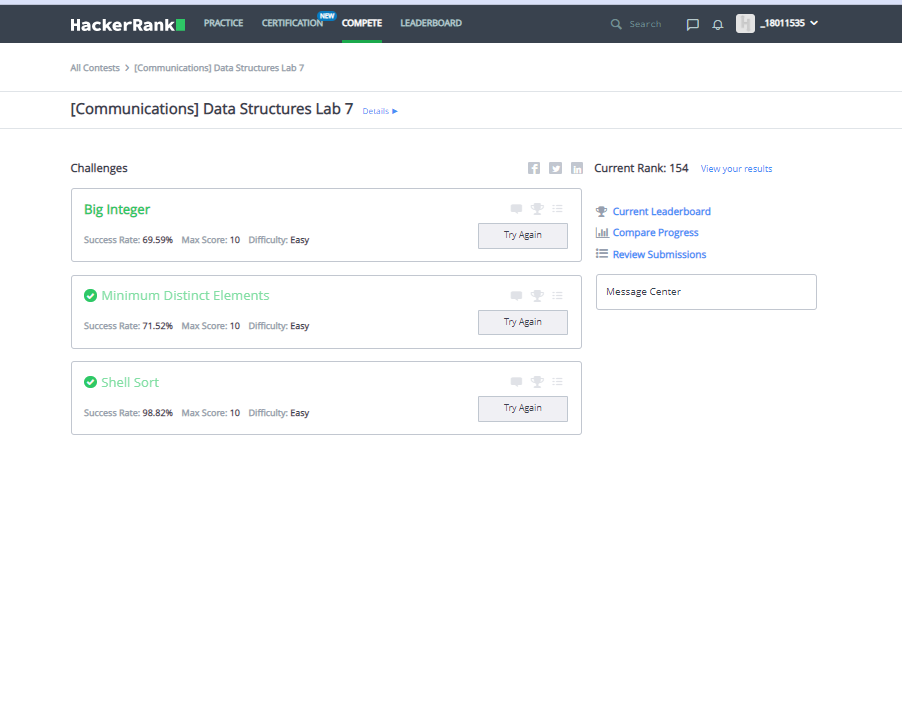 HackerRank PRACTICE CERTIFICATION NEW COMPETE LEADERBOARD Search H _18011535
All Contests > [Communications] Data Structures Lab 7
[Communications] Data Structures Lab 7 Details
Challenges
Big Integer
Success Rate: 69.59% Max Score: 10 Difficulty: Easy
Try Again
Minimum Distinct Elements
Success Rate: 71.52% Max Score: 10 Difficulty: Easy
Try Again
Shell Sort
Success Rate: 98.82% Max Score: 10 Difficulty: Easy
Try Again
Current Rank: 154 View your results
Current Leaderboard
Compare Progress
Review Submissions
Message Center